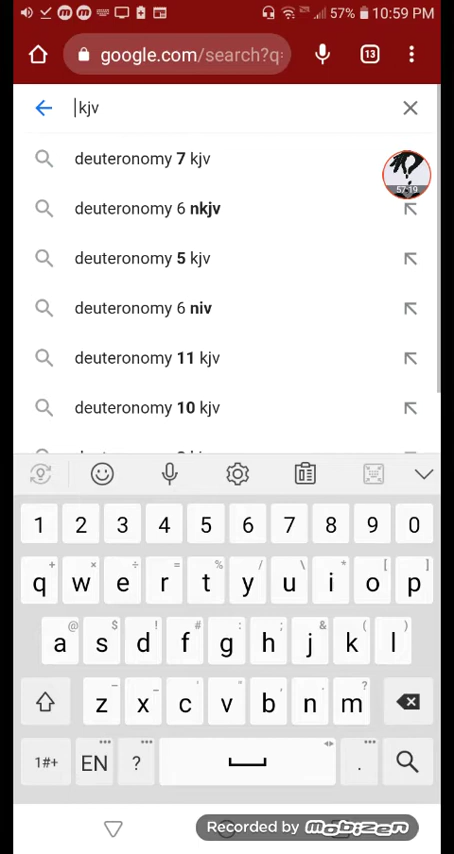 57% 10:59 PM
google.com/search?q=
13
kjv
deuteronomy 7 kjv
57:19
deuteronomy 6 nkjv
deuteronomy 5 kjv
deuteronomy 6 niv
deuteronomy 11 kjv
deuteronomy 10 kjv
1 2 3 4 5 6 7 8 9 0
+ × ÷ = % / \ * [ ]
q w e r t y u i o p
@ $ ! # : ; & ( )
a s d f g h j k l
z x c v b n m ?
1#+ EN ? .
Recorded by mobizen